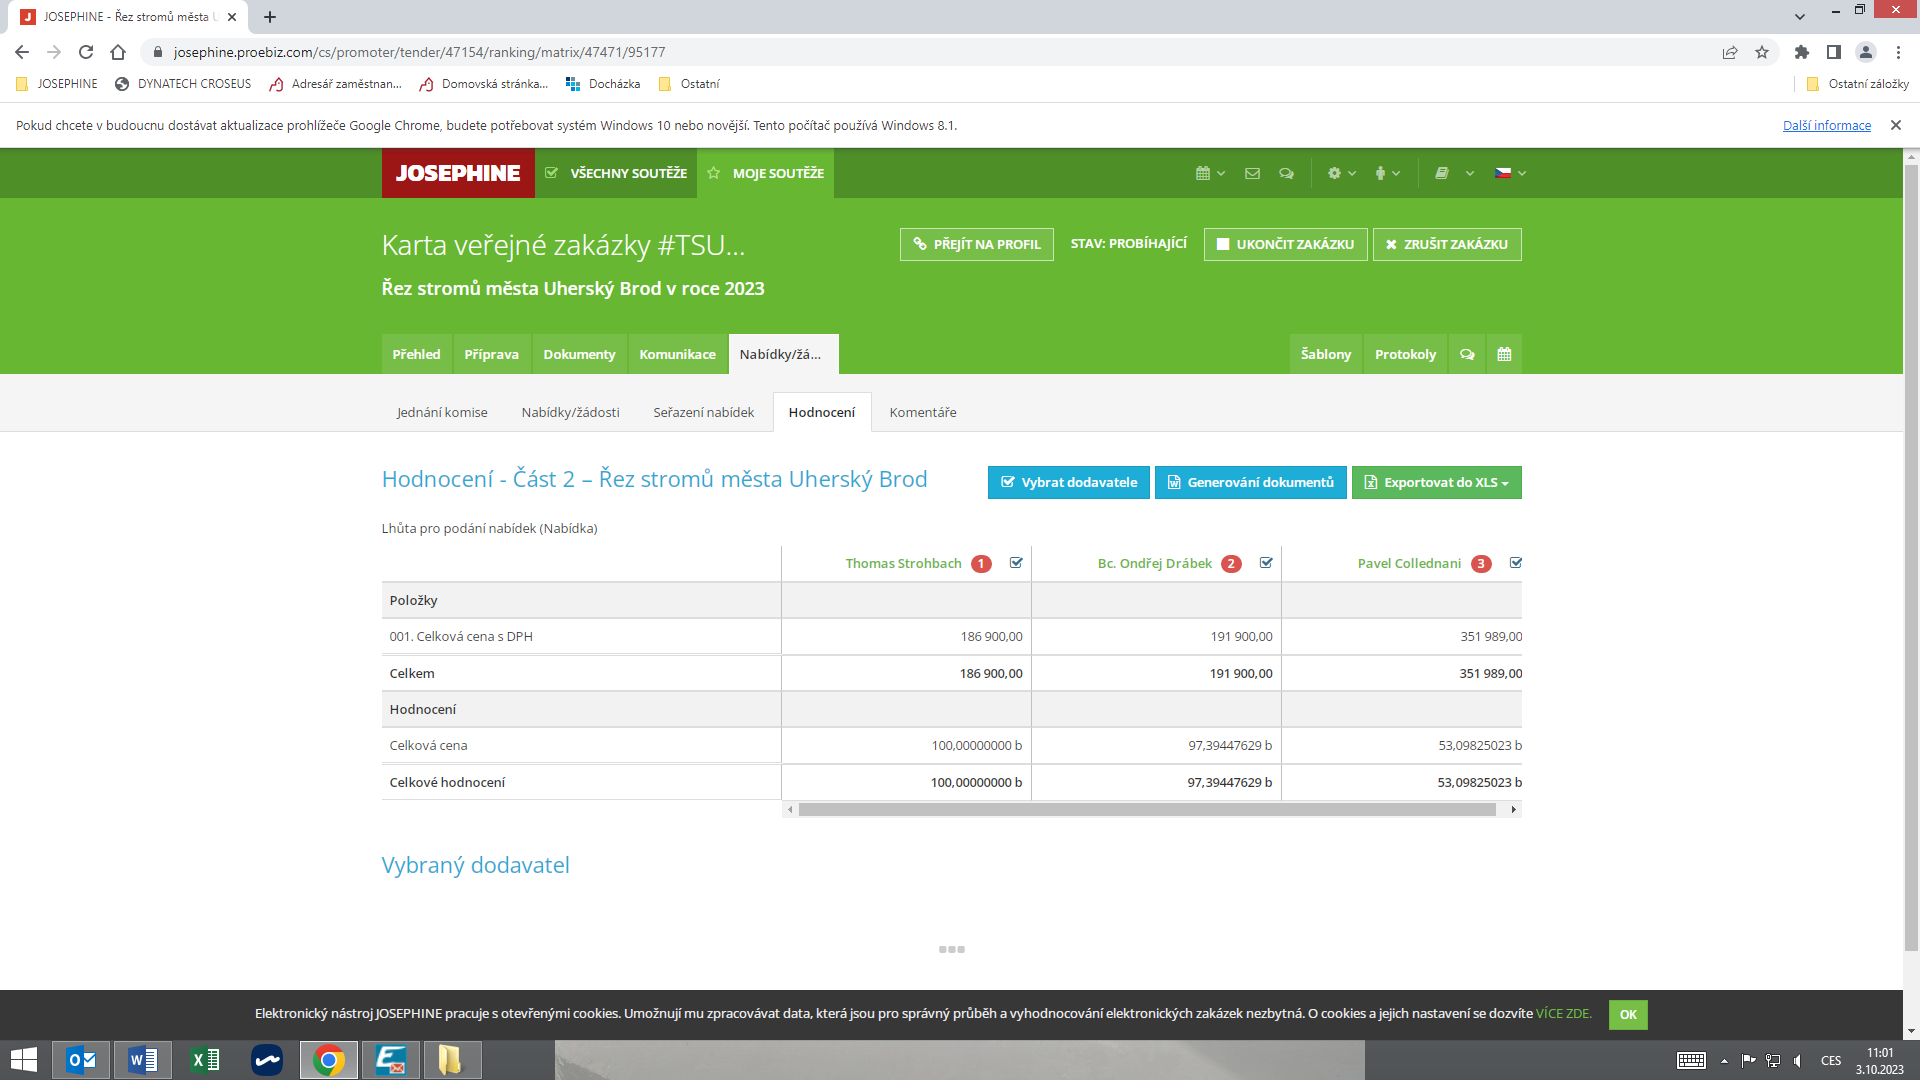 JOSEPHINE - Řez stromů města U
josephine.proebiz.com/cs/promoter/tender/47154/ranking/matrix/47471/95177
JOSEPHINE DYNATECH CROSEUS Adresář zaměstnan... Domovská stránka... Docházka Ostatní Ostatní záložky
Pokud chcete v budoucnu dostávat aktualizace prohlížeče Google Chrome, budete potřebovat systém Windows 10 nebo novější. Tento počítač používá Windows 8.1. Další informace
JOSEPHINE VŠECHNY SOUTĚŽE MOJE SOUTĚŽE
Karta veřejné zakázky #TSU... PŘEJÍT NA PROFIL STAV: PROBÍHAJÍCÍ UKONČIT ZAKÁZKU ZRUŠIT ZAKÁZKU
Řez stromů města Uherský Brod v roce 2023
Přehled Příprava Dokumenty Komunikace Nabídky/žá... Šablony Protokoly
Jednání komise Nabídky/žádosti Seřazení nabídek Hodnocení Komentáře
Hodnocení - Část 2 – Řez stromů města Uherský Brod Vybrat dodavatele Generování dokumentů Exportovat do XLS
Lhůta pro podání nabídek (Nabídka)
Thomas Strohbach 1 Bc. Ondřej Drábek 2 Pavel Collednani 3
Položky
001. Celková cena s DPH 186 900,00 191 900,00 351 989,00
Celkem 186 900,00 191 900,00 351 989,00
Hodnocení
Celková cena 100,00000000 b 97,39447629 b 53,09825023 b
Celkové hodnocení 100,00000000 b 97,39447629 b 53,09825023 b
Vybraný dodavatel
Elektronický nástroj JOSEPHINE pracuje s otevřenými cookies. Umožnují mu zpracovávat data, která jsou pro správný průběh a vyhodnocování elektronických zakázek nezbytná. O cookies a jejich nastavení se dozvíte VÍCE ZDE. OK
CES 11:01
3.10.2023